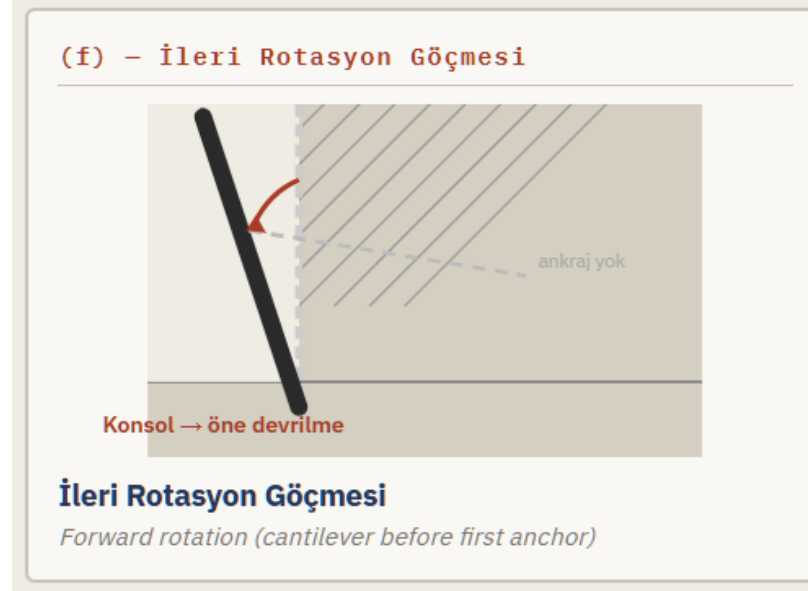 (f) — İleri Rotasyon Göçmesi
ankraj yok
Konsol → öne devrilme
İleri Rotasyon Göçmesi
Forward rotation (cantilever before first anchor)